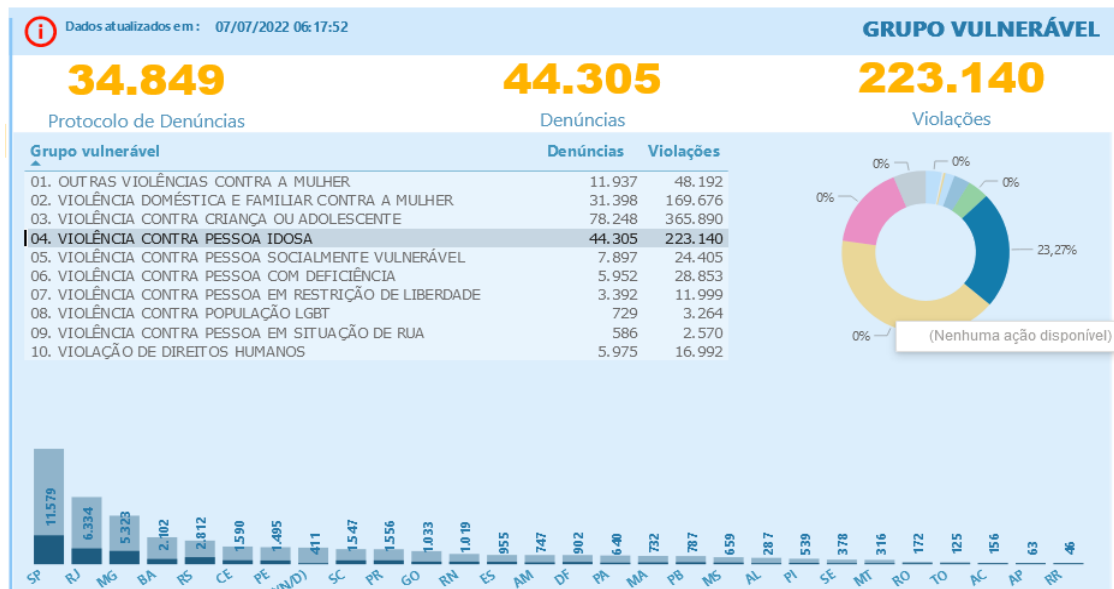 Dados atualizados em : 07/07/2022 06:17:52
GRUPO VULNERÁVEL
34.849 44.305 223.140
Protocolo de Denúncias Denúncias Violações
Grupo vulnerável Denúncias Violações
01. OUTRAS VIOLÊNCIAS CONTRA A MULHER 11.937 48.192
02. VIOLÊNCIA DOMÉSTICA E FAMILIAR CONTRA A MULHER 31.398 169.676
03. VIOLÊNCIA CONTRA CRIANÇA OU ADOLESCENTE 78.248 365.890
04. VIOLÊNCIA CONTRA PESSOA IDOSA 44.305 223.140
05. VIOLÊNCIA CONTRA PESSOA SOCIALMENTE VULNERÁVEL 7.897 24.405
06. VIOLÊNCIA CONTRA PESSOA COM DEFICIÊNCIA 5.952 28.853
07. VIOLÊNCIA CONTRA PESSOA EM RESTRIÇÃO DE LIBERDADE 3.392 11.999
08. VIOLÊNCIA CONTRA POPULAÇÃO LGBT 729 3.264
09. VIOLÊNCIA CONTRA PESSOA EM SITUAÇÃO DE RUA 586 2.570
10. VIOLAÇÃO DE DIREITOS HUMANOS 5.975 16.992
0% 0%
0%
0%
23,27%
0%
(Nenhuma ação disponível)
11.579 6.334 5.323 2.102 2.812 1.590 1.495 411 1.547 1.556 1.033 1.019 955 747 902 640 732 787 659 287 539 378 316 172 125 156 63 46
SP RJ MG BA RS CE PE N/D) SC PR GO RN ES AM DF PA MA PB MS AL PI SE MT RO TO AC AP RR